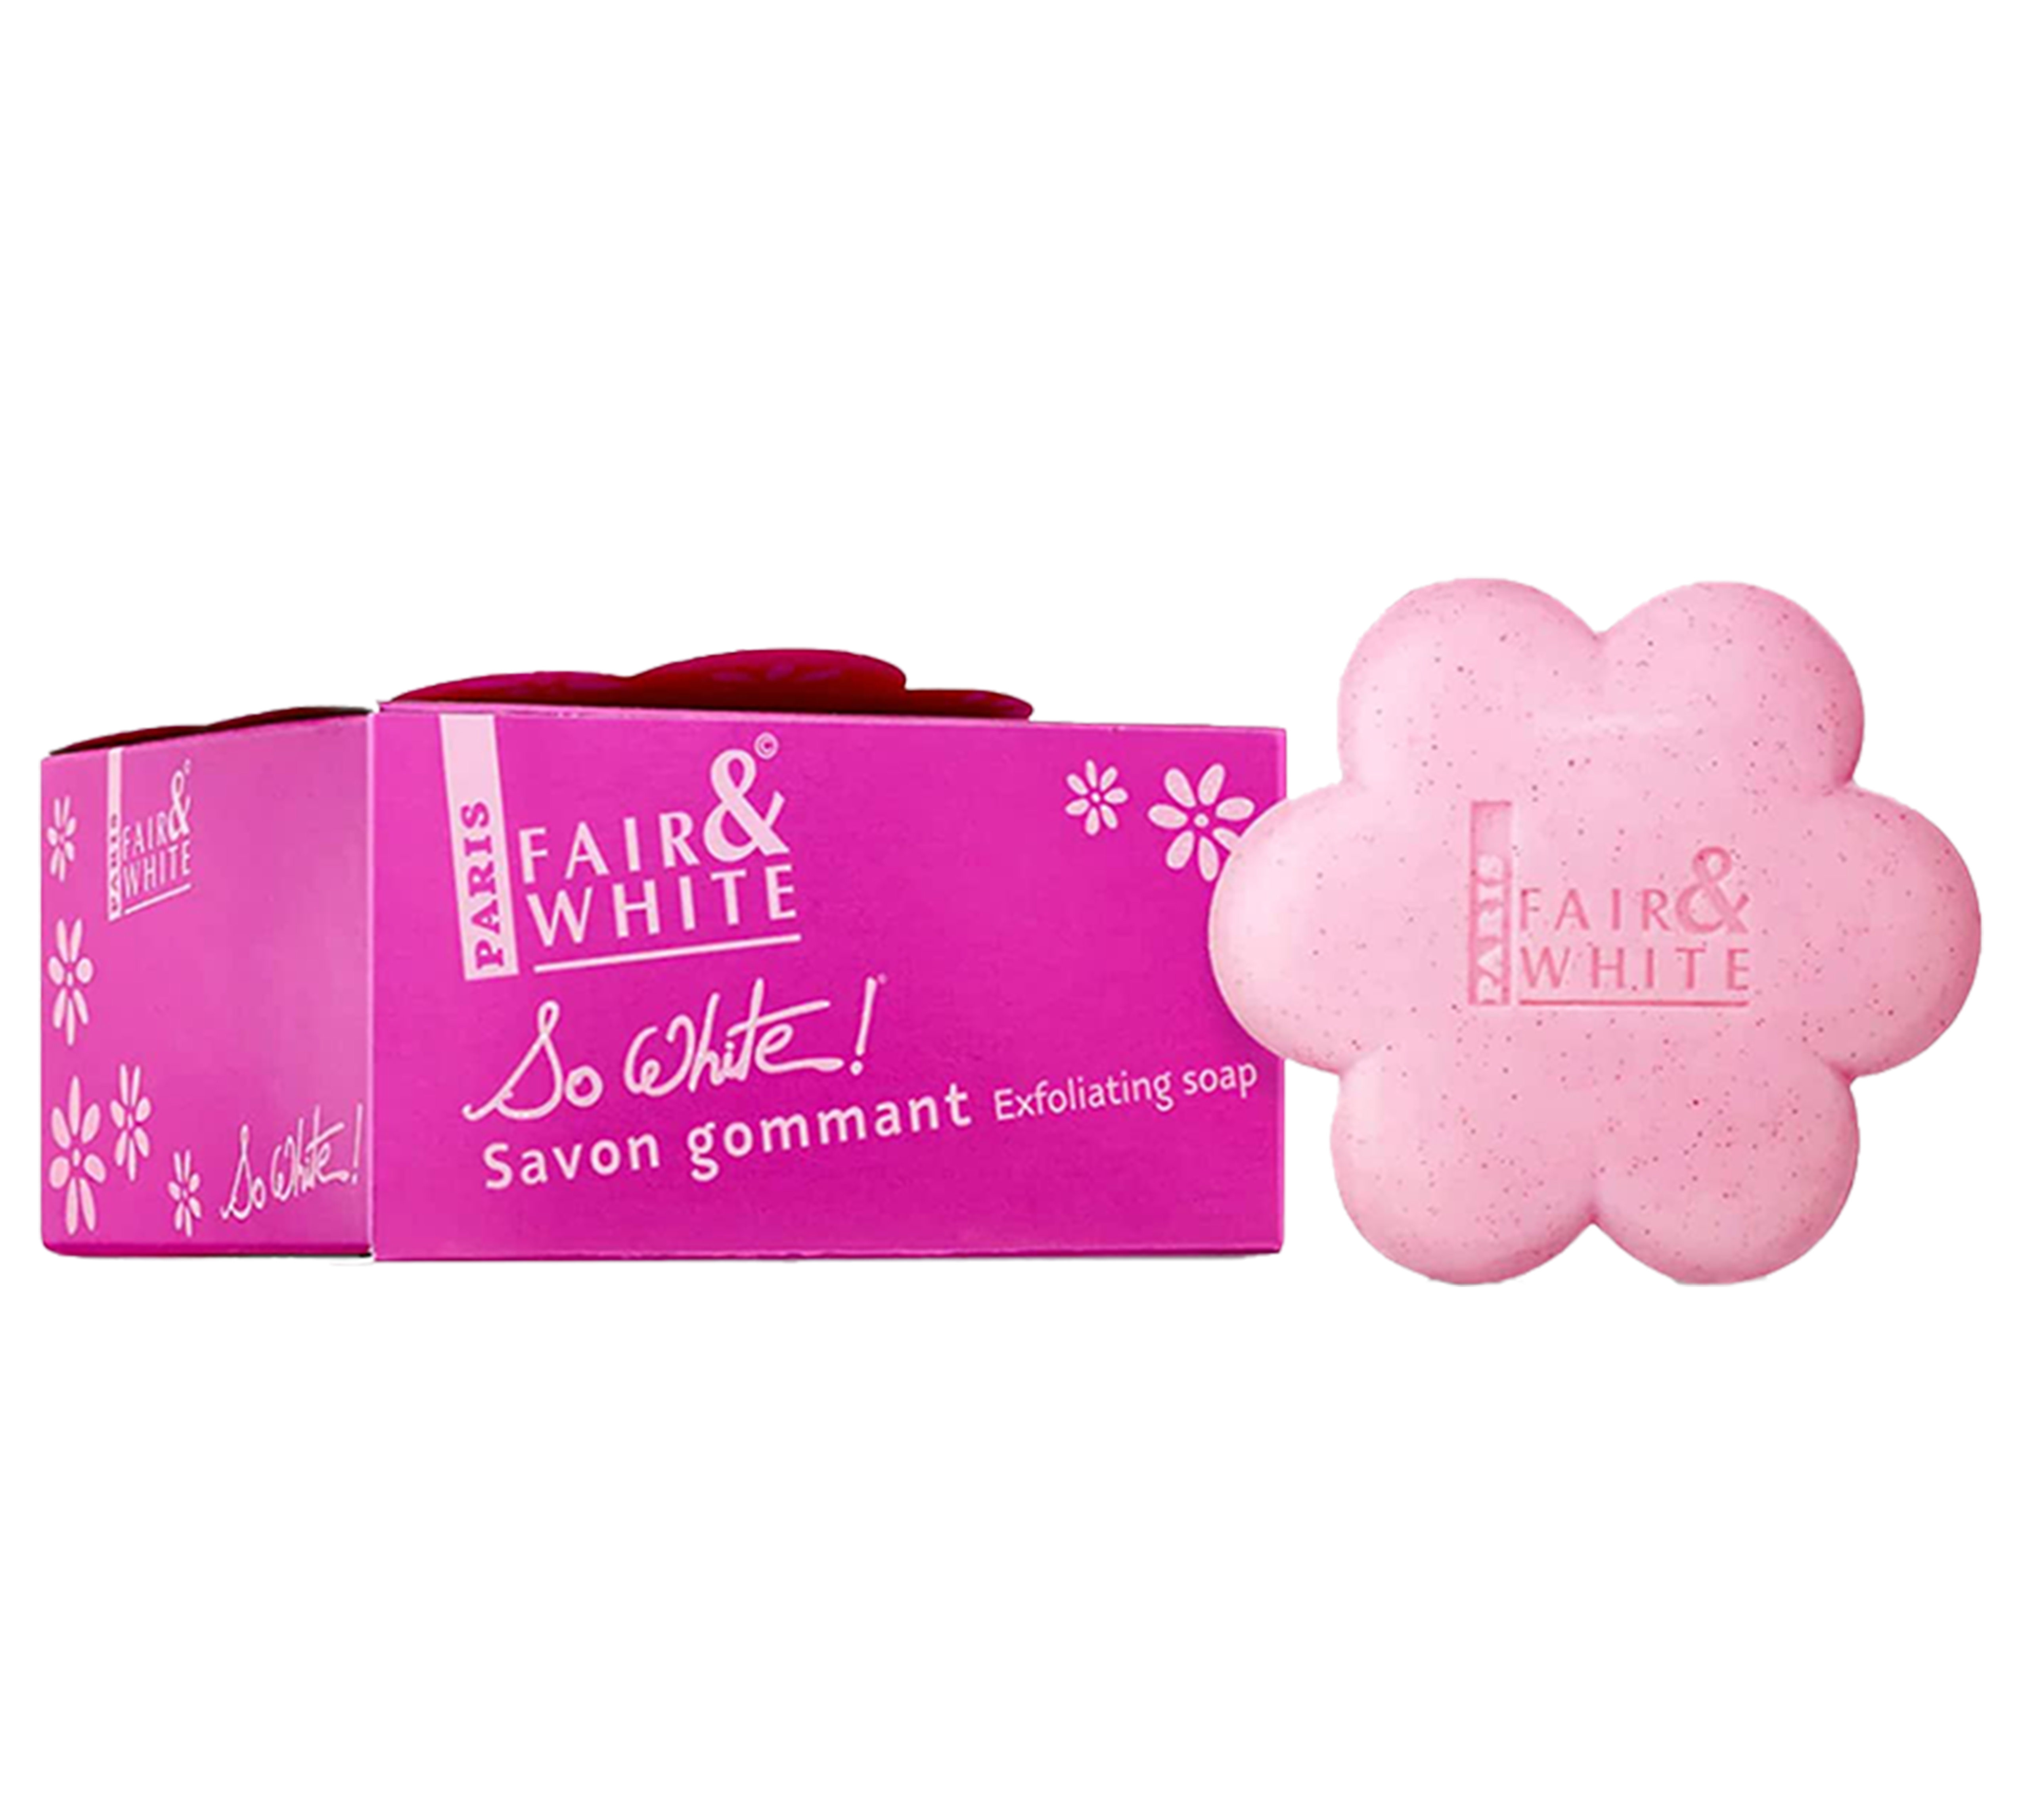 PARIS
FAIR&©
WHITE
So White!
PARIS
FAIR&©
WHITE
So White!
Savon gommant Exfoliating soap
PARIS
FAIR&
WHITE